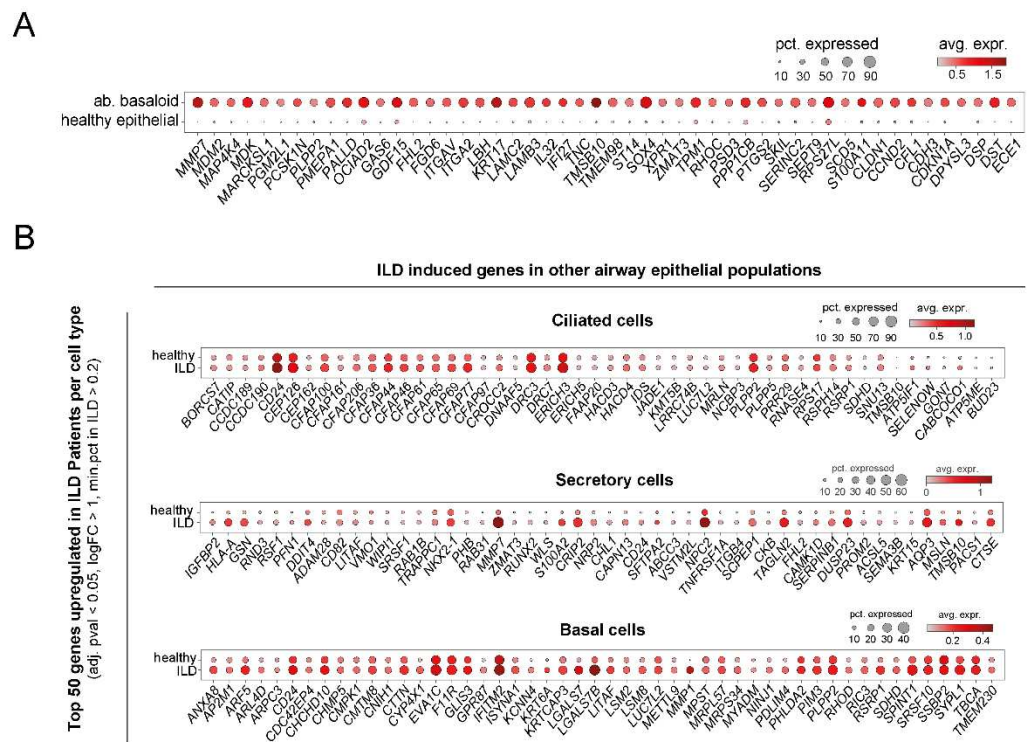 A
pct. expressed
avg. expr.
10 30 50 70 90
0.5 1.5
ab. basaloid
healthy epithelial
MMP7 MDM2 MAP4K4 MDK MARCKSL1 PGM2L1 PCSK1N PLPP2 PMEPA1 PALLD OCIAD2 GAS6 GDF15 FHL2 FGD6 ITGAV ITGA2 LBH KRT17 LAMC2 LAMB3 IL32 IFI27 TNC TMSB10 TMEM98 ST14 SOX4 XPR1 ZMAT3 TPM1 RHOC PSD3 PPP1CB PTGS2 SKIL SERINC2 SEPT9 RPS27L SCD5 S100A11 CLDN1 CCND2 CFL1 CDH3 CDKN1A DPYSL3 DSP DST ECE1
B
ILD induced genes in other airway epithelial populations
Top 50 genes upregulated in ILD Patients per cell type
(adj. pval < 0.05, logFC > 1, min.pct in ILD > 0.2)
Ciliated cells
pct. expressed
avg. expr.
10 30 50 70 90
0.5 1.0
healthy
ILD
BORCS7 CATIP CCDC189 CCDC190 CD24 CEP126 CEP162 CFAP100 CFAP161 CFAP206 CFAP36 CFAP44 CFAP46 CFAP61 CFAP65 CFAP69 CFAP77 CFAP97 CROCC2 DNAAF5 DRC3 DRC7 ERICH3 ERICH5 FAAP20 HACD3 HACD4 IDS JADE1 KMT5B LRRC74B LUC7L2 MRLN NCBP3 PLPP2 PLPP5 PRR29 RNASE4 RPS17 RSPH14 RSRP1 SDHD SNU13 TMSB10 ATP5IF1 SELENOW GON7 CABCOCO1 ATP5ME BUD23
Secretory cells
pct. expressed
avg. expr.
10 20 30 40 50 60
0 1
healthy
ILD
IGFBP2 HLA-A GSN RND3 RSF1 PFN1 DDIT4 ADAM28 CD82 LITAF VMO1 WIPI1 SRSF1 RAB1B TRAPPC1 NKX2-1 PHB RAB31 MMP7 ZMAT3 RUNX2 WLS S100A2 CRIP2 NRP2 CHL1 CAPN13 CD24 SFTPA2 ABCC3 VSTM2L NPC2 TNFRSF1A ITGB4 SCPEP1 CKB TAGLN2 FHL2 CAMK1D SERPINB1 DUSP23 PROM2 ACSL5 SEMA3B KRT15 AQP3 MSLN TMSB10 PACS1 CTSE
Basal cells
pct. expressed
avg. expr.
10 20 30 40
0.2 0.4
healthy
ILD
ANXA8 AP2M1 ARF5 ARL4D ARPC3 CD24 CDC42EP4 CHCHD10 CHMP5 CMPK1 CMTM8 CNIH1 CTTN CYP4X1 EVA1C F11R GLS3 GPR87 IFITM2 ISYNA1 KCNN4 KRT6A KRTCAP3 LGALS7 LGALS7B LITAF LSM2 LSM8 LUC7L2 METTL9 MMP1 MPST MRPL57 MRPS34 MYADM NINJ1 PDLIM4 PHLDA2 PIM3 PLPP2 RHOD RIC3 RSRP1 SDHD SPINT1 SRSF10 SSBP2 SYPL1 TBCA TMEM230